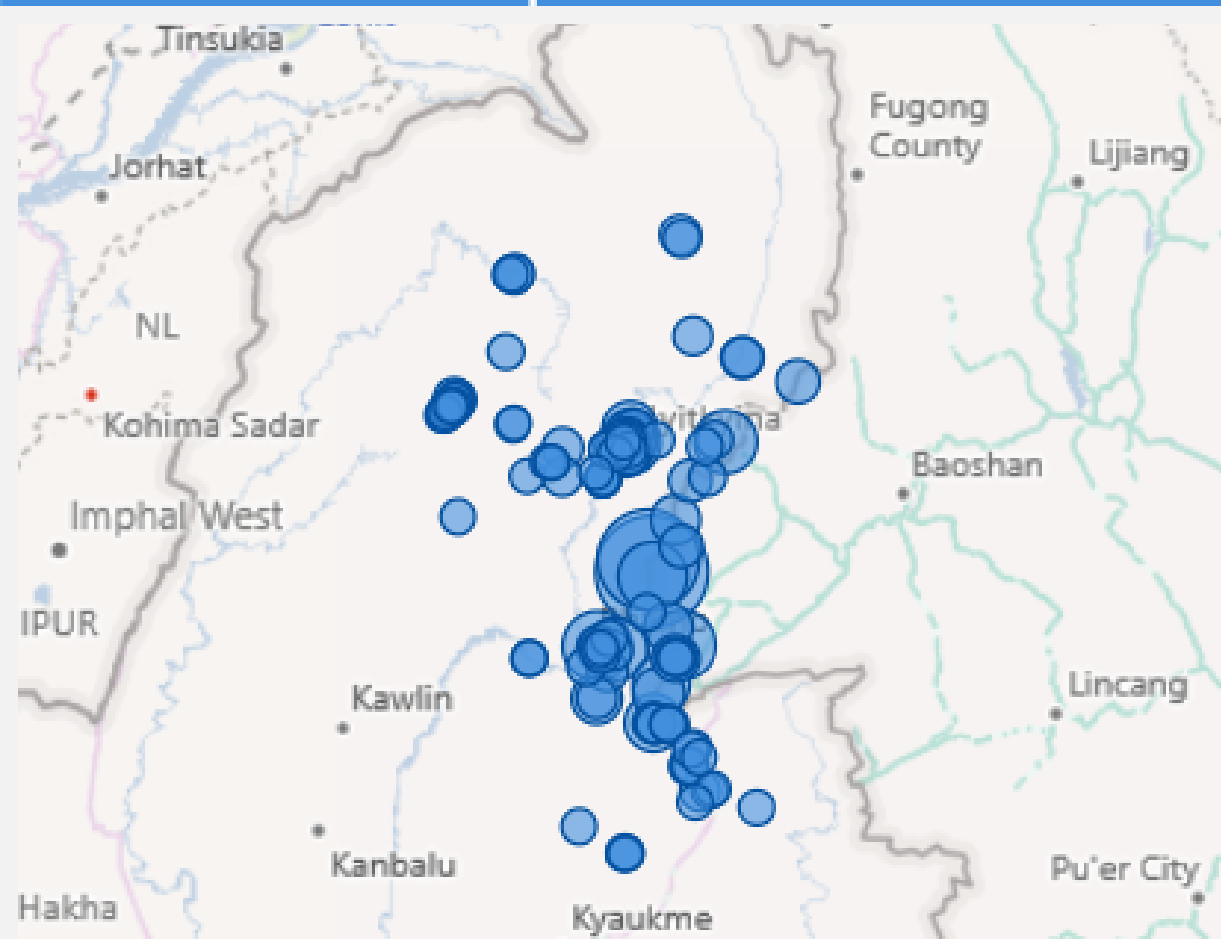 Tinsukia
Fugong
County
Lijiang
Jorhat
NL
Kohima Sadar
Baoshan
Imphal West
IPUR
Kawlin
Lincang
Kanbalu
Pu'er City
Hakha
Kyaukme